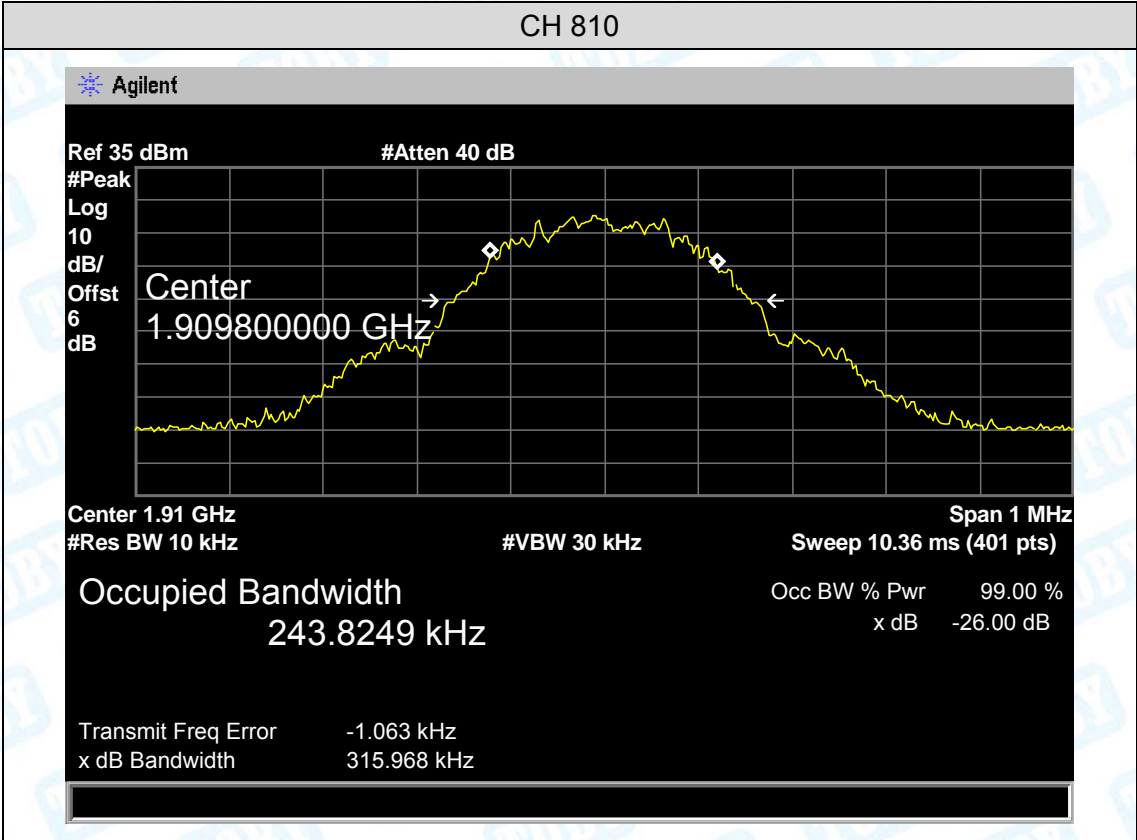 CH 810
Agilent
Ref 35 dBm #Atten 40 dB
#Peak
Log
10
dB/
Offst
6
dB
Center
1.909800000 GHz
Center 1.91 GHz Span 1 MHz
#Res BW 10 kHz #VBW 30 kHz Sweep 10.36 ms (401 pts)
Occupied Bandwidth
243.8249 kHz
Occ BW % Pwr 99.00 %
x dB -26.00 dB
Transmit Freq Error -1.063 kHz
x dB Bandwidth 315.968 kHz